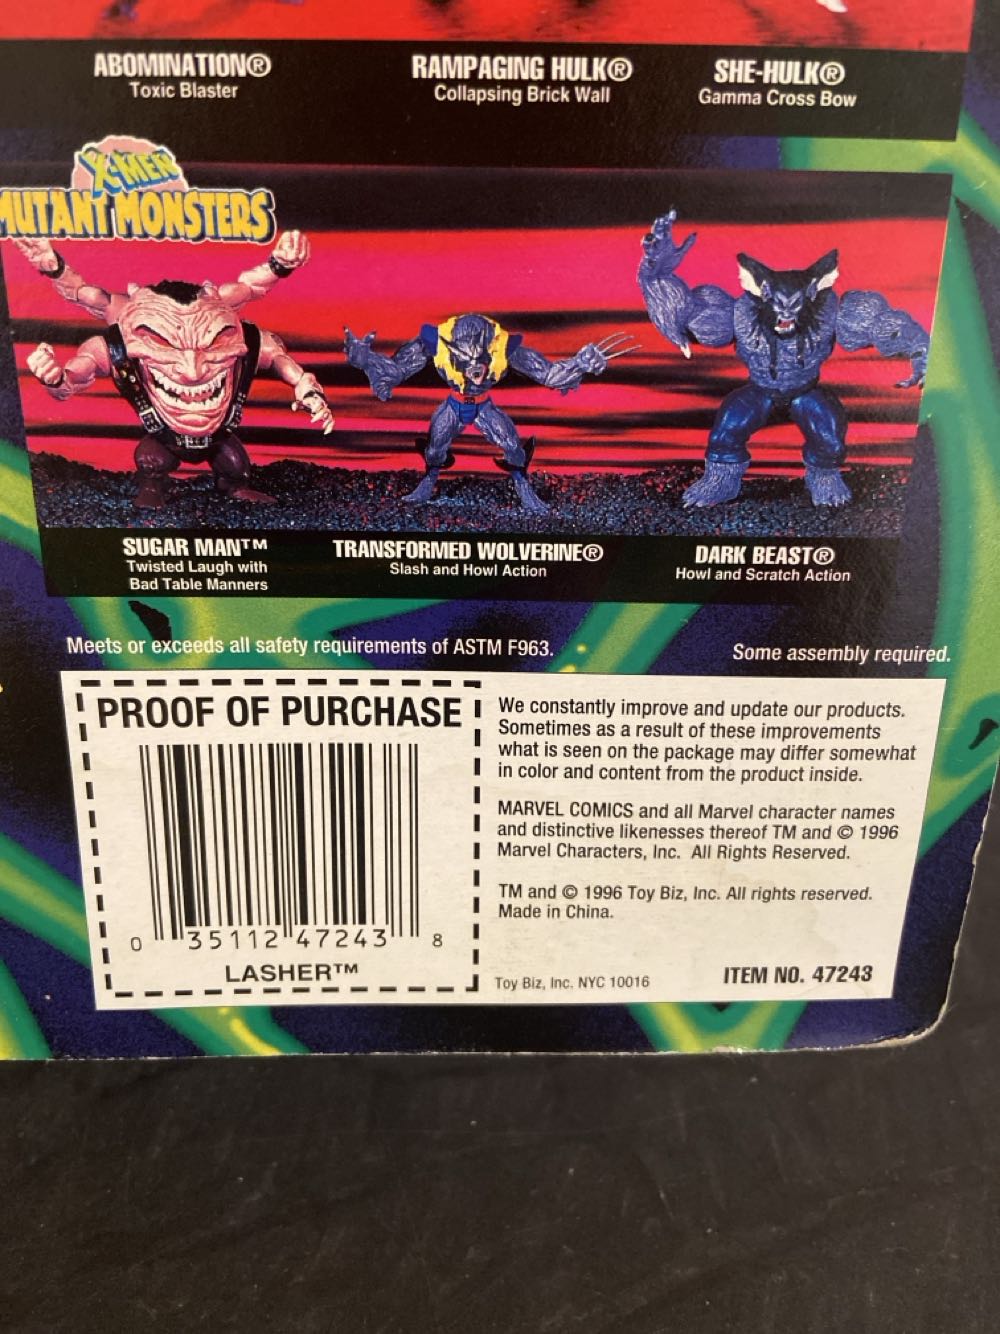 ABOMINATION®
Toxic Blaster
RAMPAGING HULK®
Collapsing Brick Wall
SHE-HULK®
Gamma Cross Bow
X-MEN
MUTANT MONSTERS
SUGAR MAN™
Twisted Laugh with
Bad Table Manners
TRANSFORMED WOLVERINE®
Slash and Howl Action
DARK BEAST®
Howl and Scratch Action
Meets or exceeds all safety requirements of ASTM F963.
Some assembly required.
PROOF OF PURCHASE
0 35112 47243 8
LASHER™
We constantly improve and update our products.
Sometimes as a result of these improvements
what is seen on the package may differ somewhat
in color and content from the product inside.
MARVEL COMICS and all Marvel character names
and distinctive likenesses thereof TM and © 1996
Marvel Characters, Inc. All Rights Reserved.
TM and © 1996 Toy Biz, Inc. All rights reserved.
Made in China.
Toy Biz, Inc. NYC 10016
ITEM NO. 47243